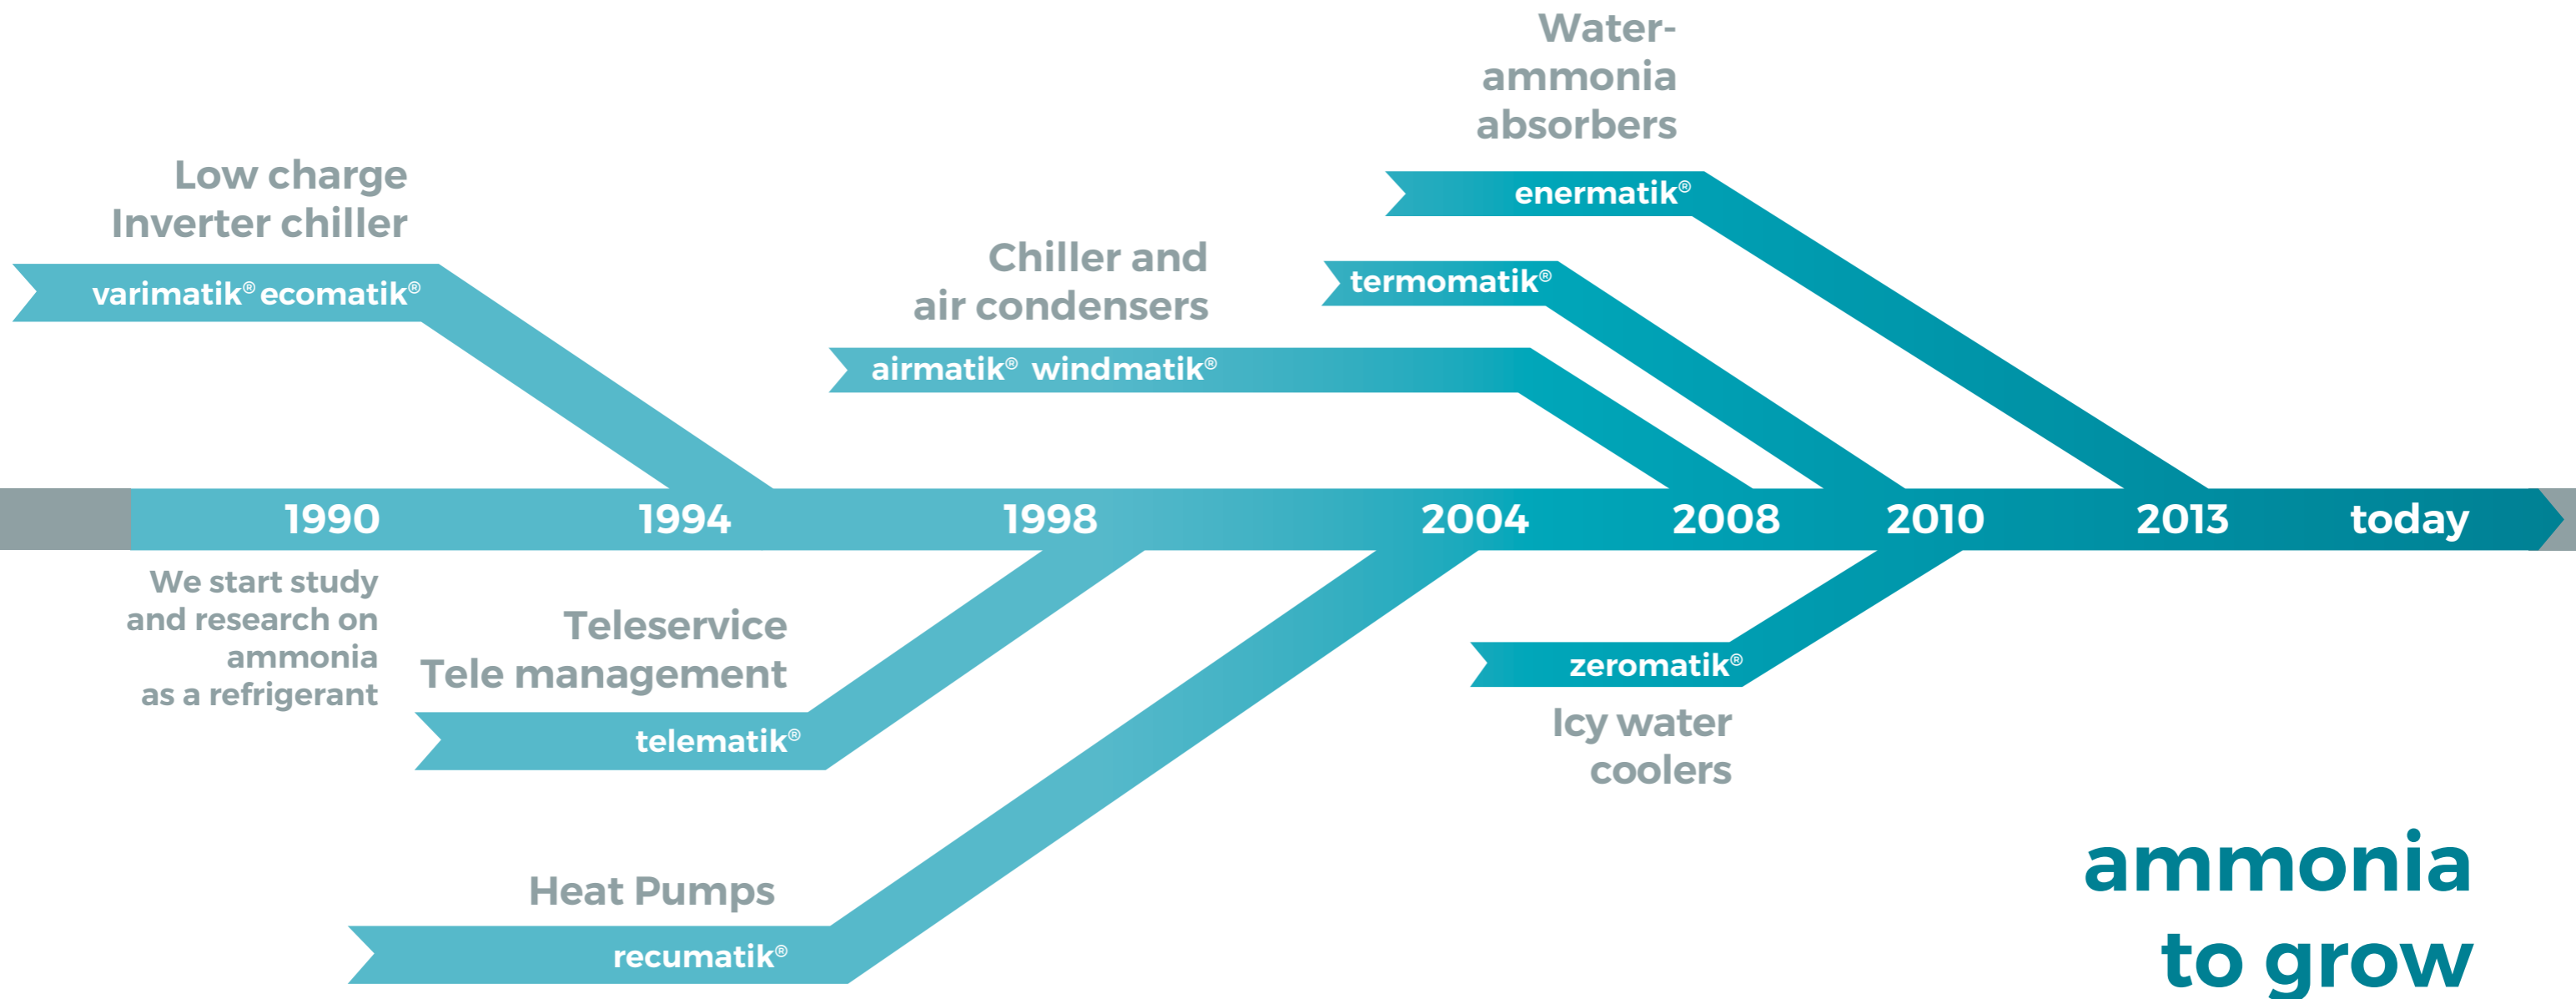 Water-
ammonia
absorbers
enermatik®
Low charge
Inverter chiller
varimatik® ecomatik®
Chiller and
air condensers
termomatik®
airmatik® windmatik®
1990 1994 1998 2004 2008 2010 2013 today
We start study
and research on
ammonia
as a refrigerant
Teleservice
Tele management
telematik®
zeromatik®
Icy water
coolers
Heat Pumps
recumatik®
ammonia
to grow